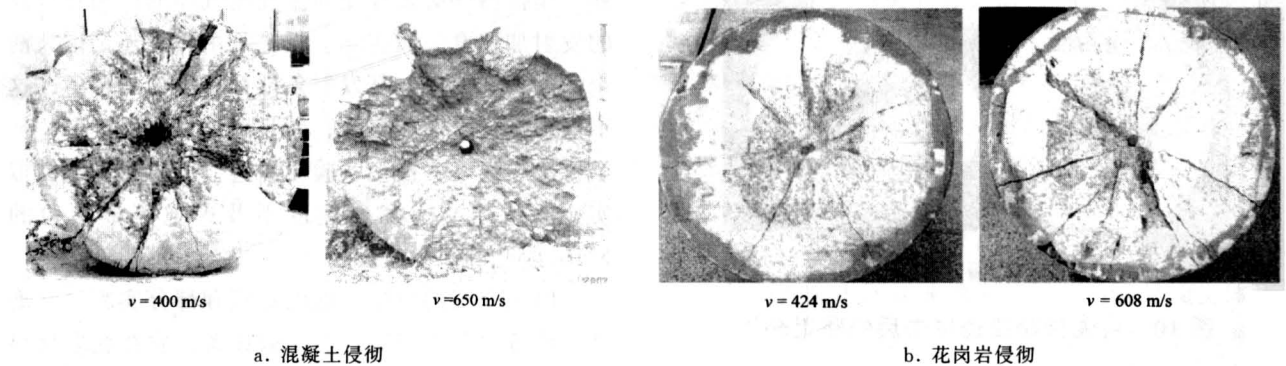 v = 400 m/s
v =650 m/s
v = 424 m/s
v = 608 m/s
a. 混凝土侵彻
b. 花岗岩侵彻